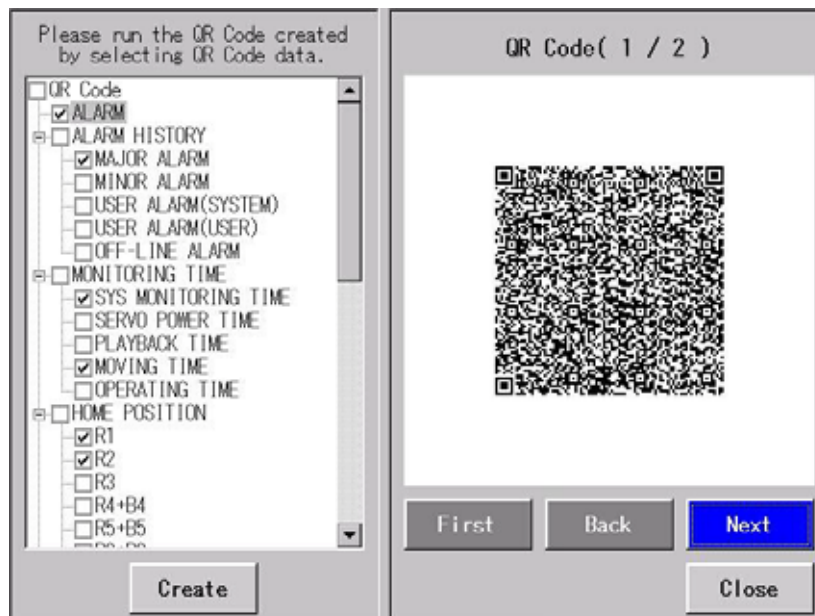 Please run the QR Code created
by selecting QR Code data.
QR Code
ALARM
ALARM HISTORY
MAJOR ALARM
MINOR ALARM
USER ALARM(SYSTEM)
USER ALARM(USER)
OFF-LINE ALARM
MONITORING TIME
SYS MONITORING TIME
SERVO POWER TIME
PLAYBACK TIME
MOVING TIME
OPERATING TIME
HOME POSITION
R1
R2
R3
R4+B4
R5+B5
Create
QR Code( 1 / 2 )
First
Back
Next
Close